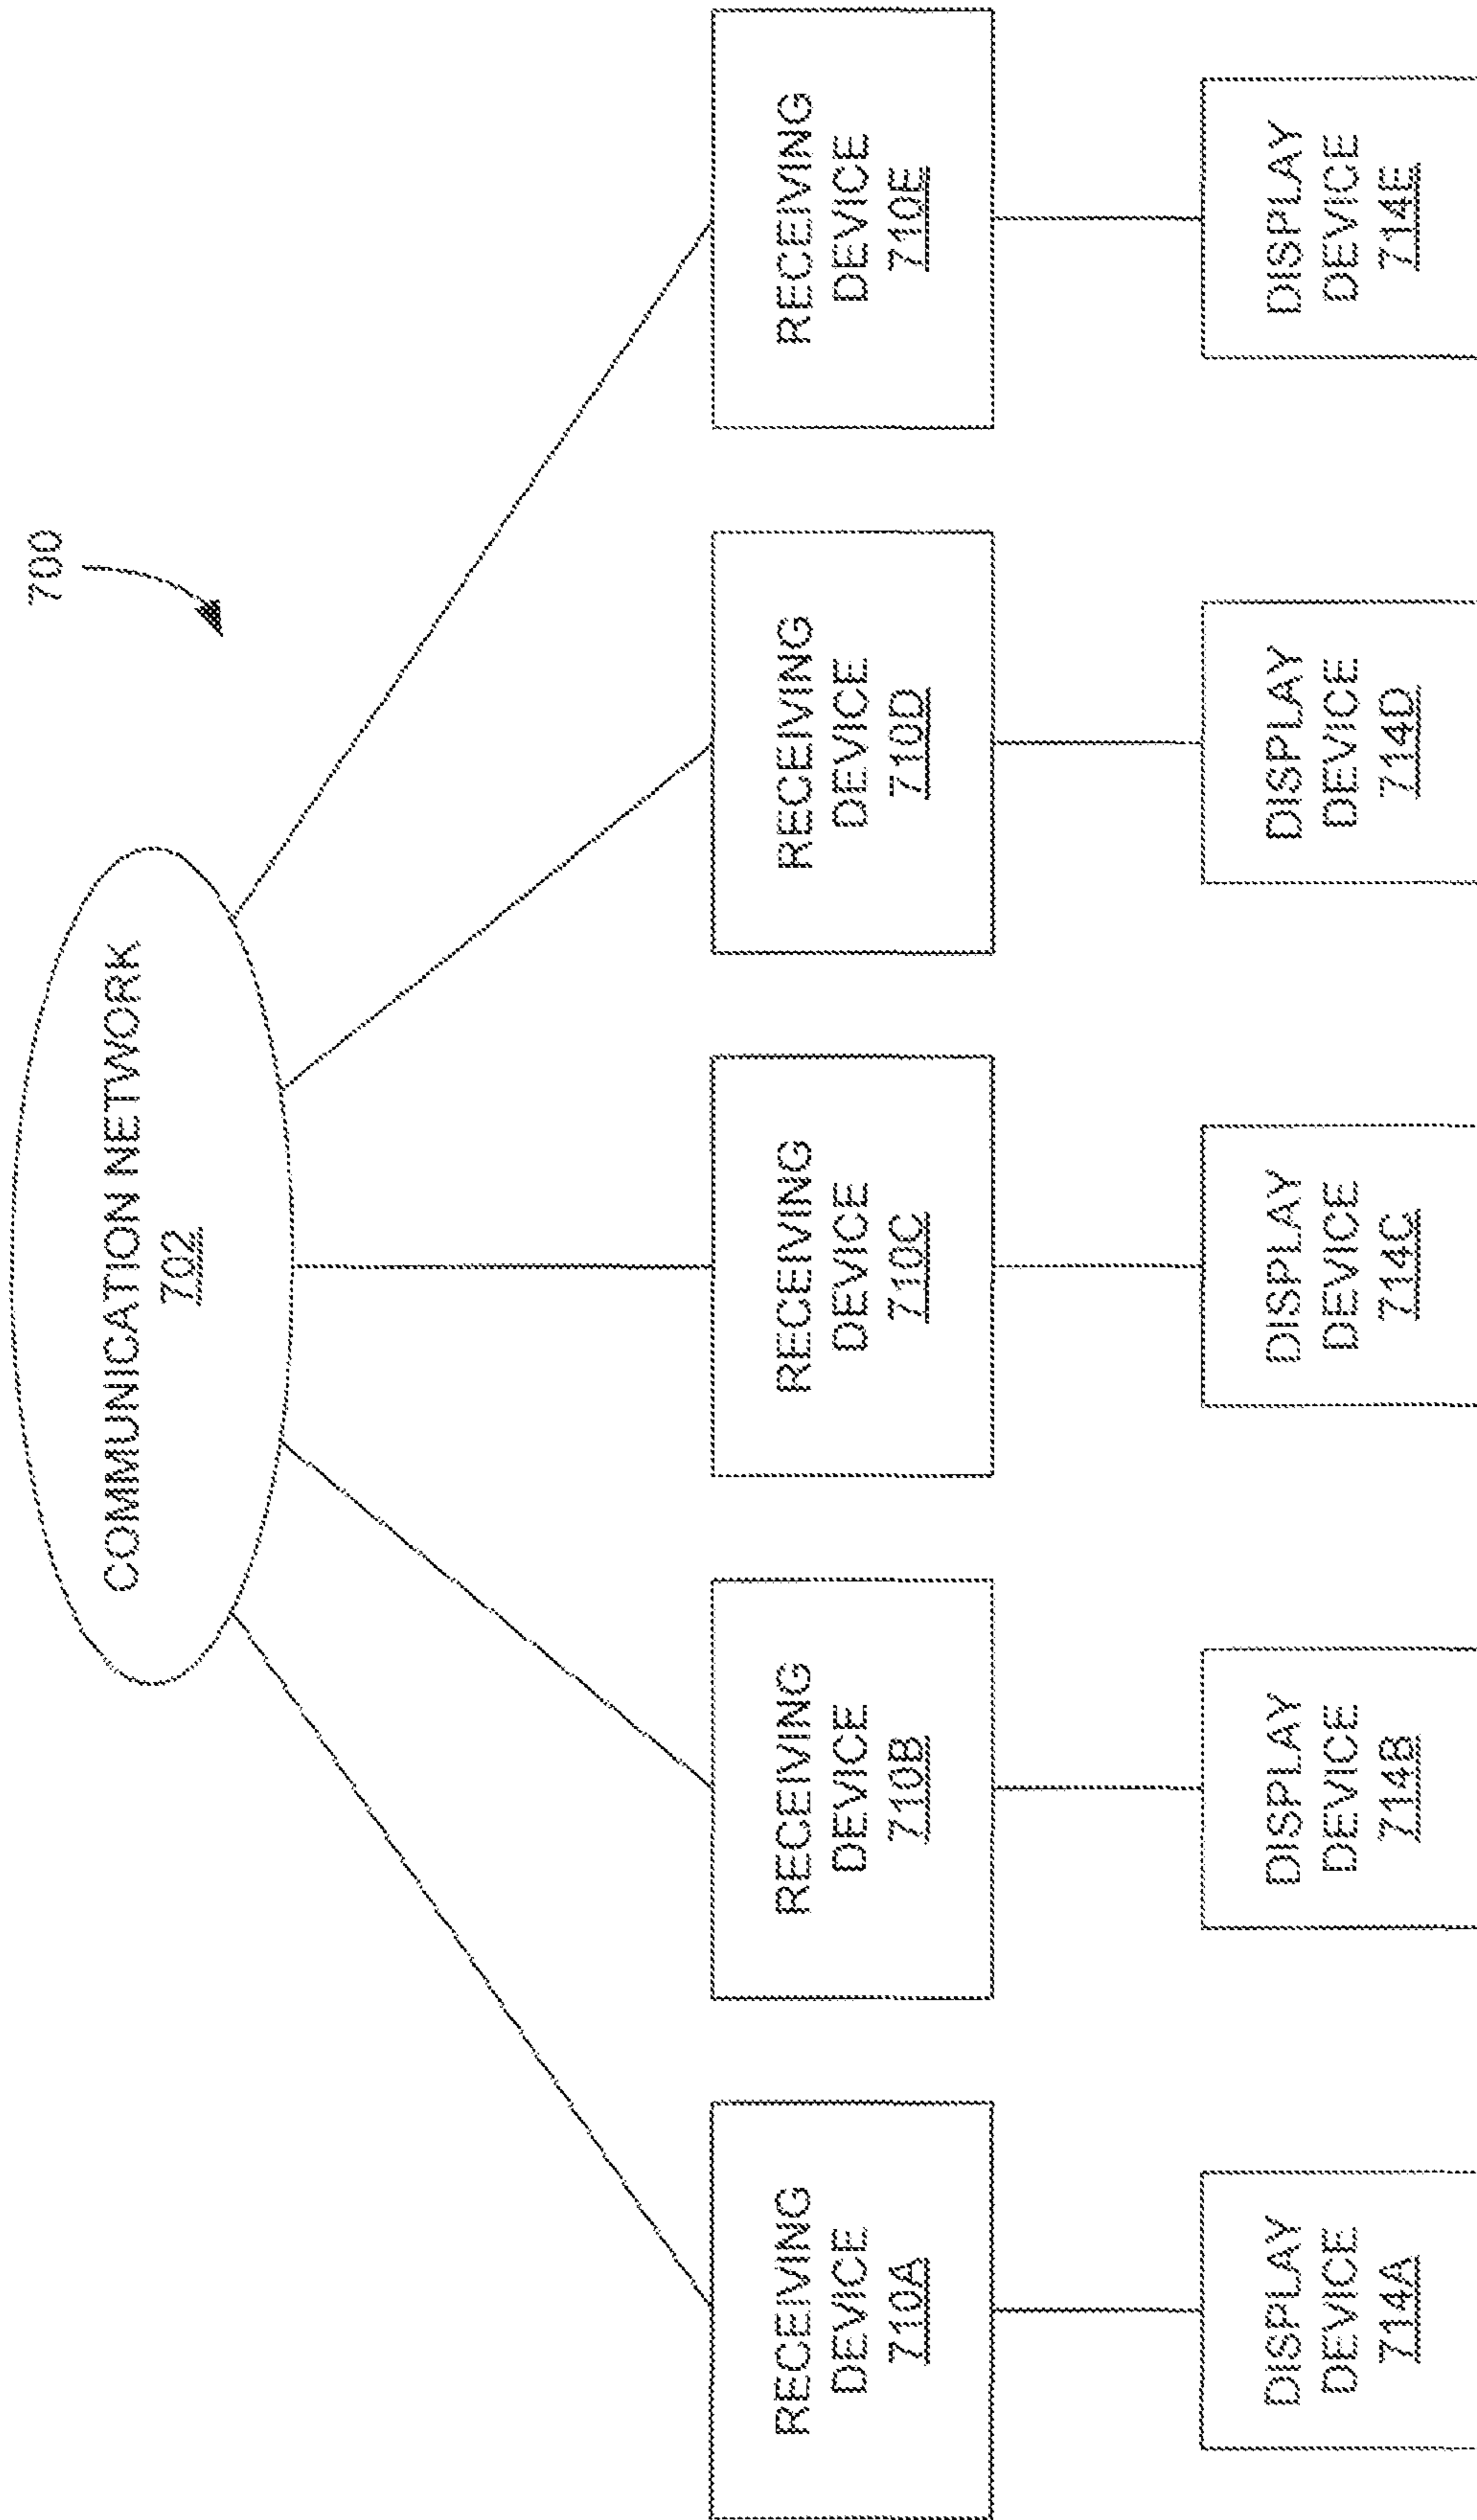 700
COMMUNICATION NETWORK
702
RECEIVING
DEVICE
710A
RECEIVING
DEVICE
710B
RECEIVING
DEVICE
710C
RECEIVING
DEVICE
710D
RECEIVING
DEVICE
710E
DISPLAY
DEVICE
714A
DISPLAY
DEVICE
714B
DISPLAY
DEVICE
714C
DISPLAY
DEVICE
714D
DISPLAY
DEVICE
714E